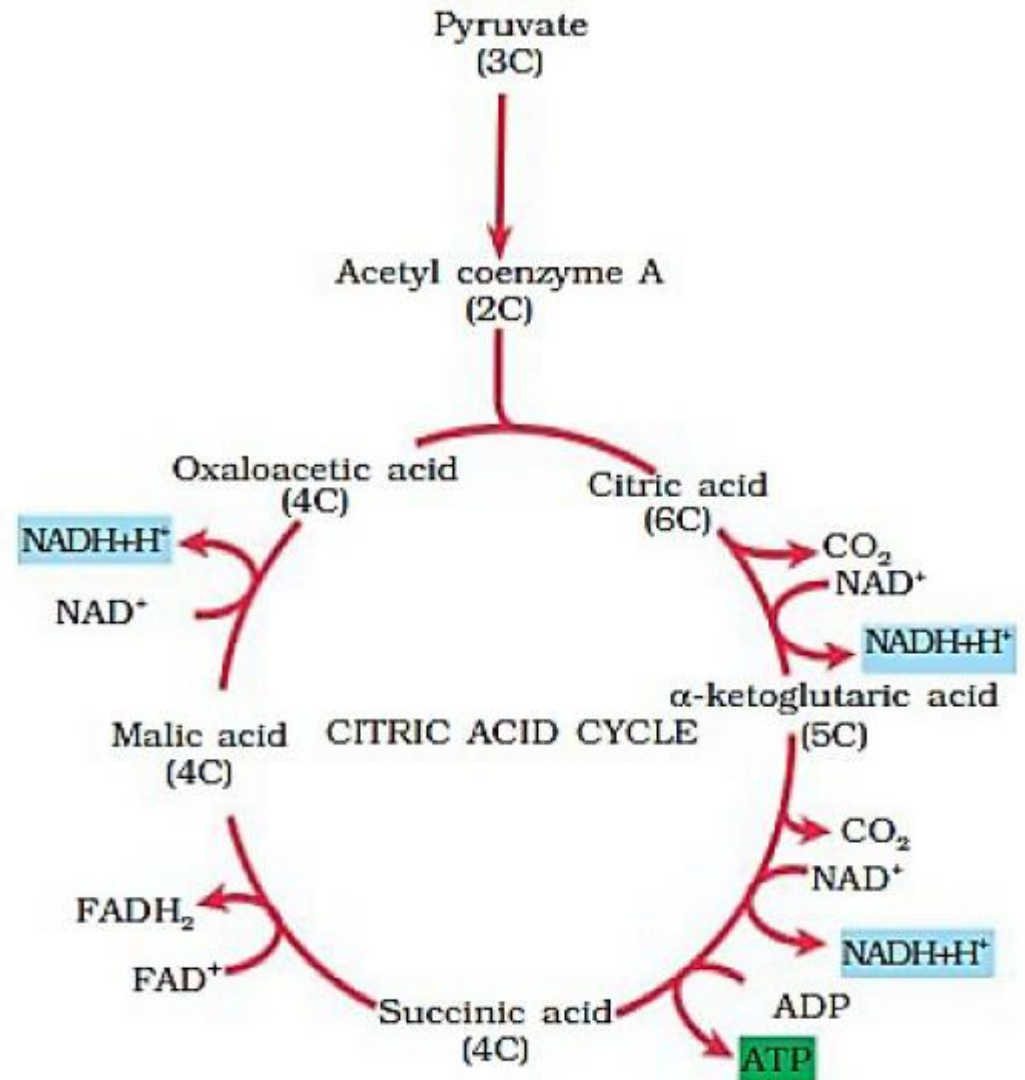 Pyruvate
(3C)
Acetyl coenzyme A
(2C)
Oxaloacetic acid
(4C)
Citric acid
(6C)
NADH+H⁺
NAD⁺
CO₂
NAD⁺
NADH+H⁺
α-ketoglutaric acid
(5C)
Malic acid
(4C)
CITRIC ACID CYCLE
CO₂
NAD⁺
NADH+H⁺
FADH₂
FAD⁺
ADP
ATP
Succinic acid
(4C)